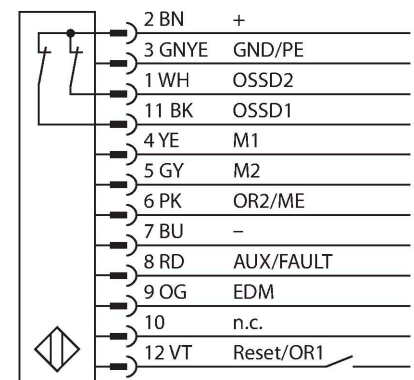 2 BN +
3 GNYE GND/PE
1 WH OSSD2
11 BK OSSD1
4 YE M1
5 GY M2
6 PK OR2/ME
7 BU –
8 RD AUX/FAULT
9 OG EDM
10 n.c.
12 VT Reset/OR1